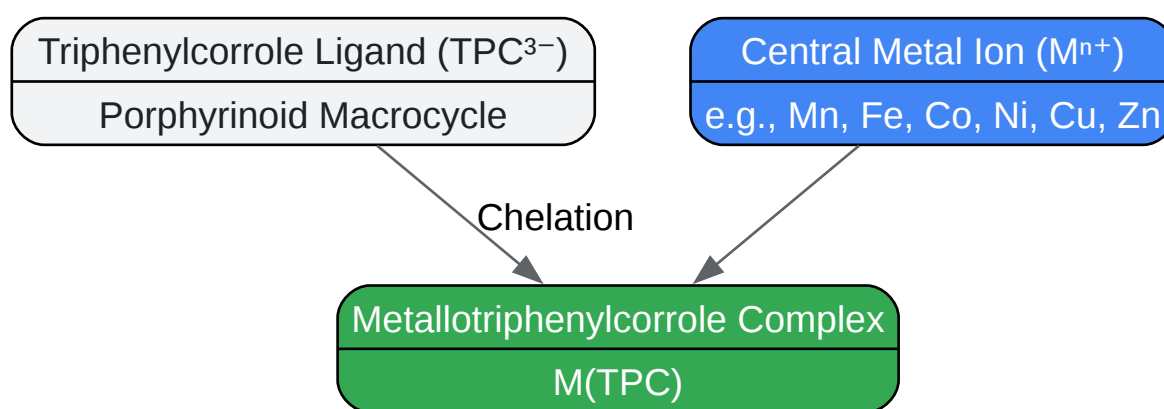 Triphenylcorrole Ligand (TPC³⁻)
Porphyrinoid Macrocycle
Central Metal Ion (Mⁿ⁺)
e.g., Mn, Fe, Co, Ni, Cu, Zn
Chelation
Metallotriphenylcorrole Complex
M(TPC)